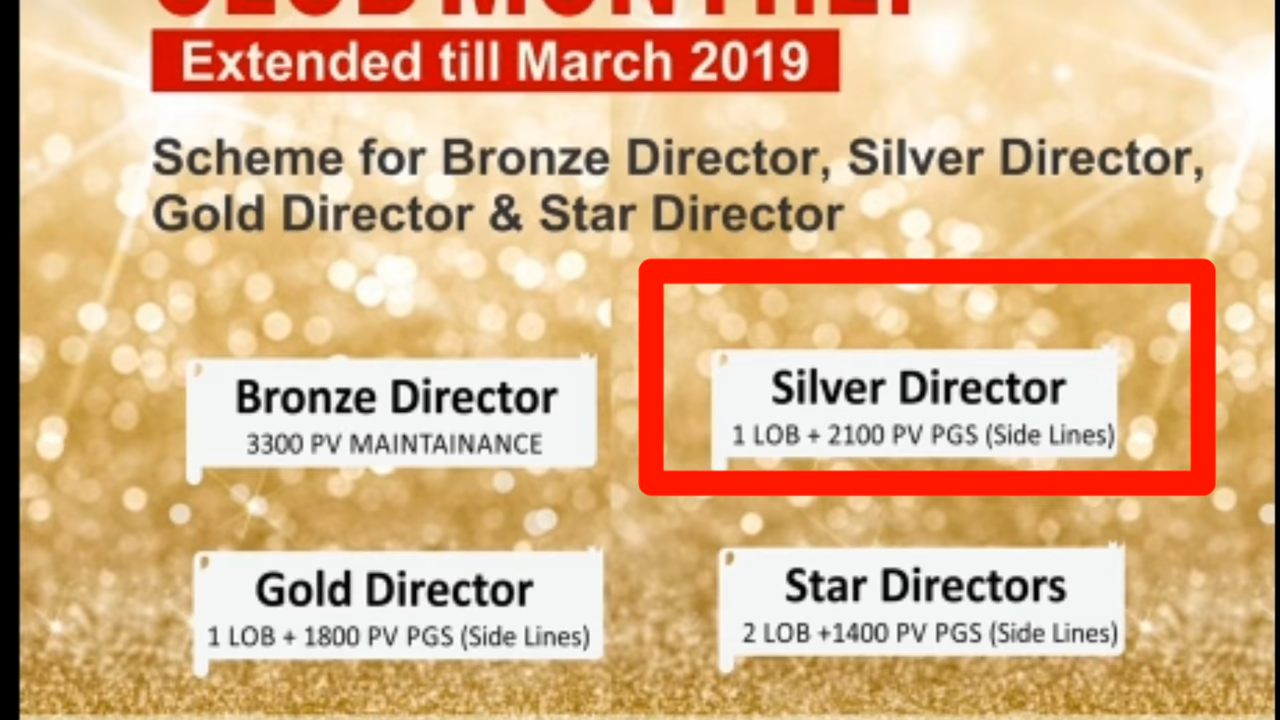 Extended till March 2019
Scheme for Bronze Director, Silver Director,
Gold Director & Star Director
Bronze Director
3300 PV MAINTAINANCE
Silver Director
1 LOB + 2100 PV PGS (Side Lines)
Gold Director
1 LOB + 1800 PV PGS (Side Lines)
Star Directors
2 LOB +1400 PV PGS (Side Lines)